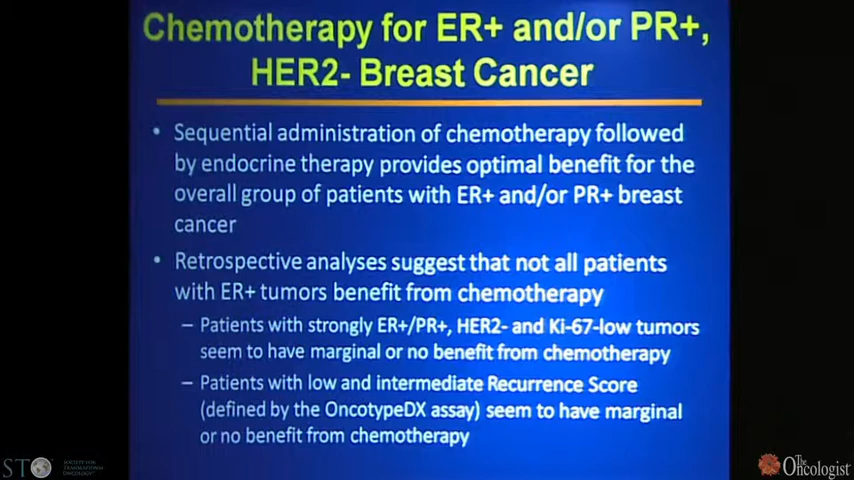 Chemotherapy for ER+ and/or PR+,
HER2- Breast Cancer
• Sequential administration of chemotherapy followed
by endocrine therapy provides optimal benefit for the
overall group of patients with ER+ and/or PR+ breast
cancer
• Retrospective analyses suggest that not all patients
with ER+ tumors benefit from chemotherapy
– Patients with strongly ER+/PR+, HER2- and Ki-67-low tumors
seem to have marginal or no benefit from chemotherapy
– Patients with low and intermediate Recurrence Score
(defined by the OncotypeDX assay) seem to have marginal
or no benefit from chemotherapy
STO
SOCIETY FOR
TRANSLATIONAL
ONCOLOGY
The
Oncologist